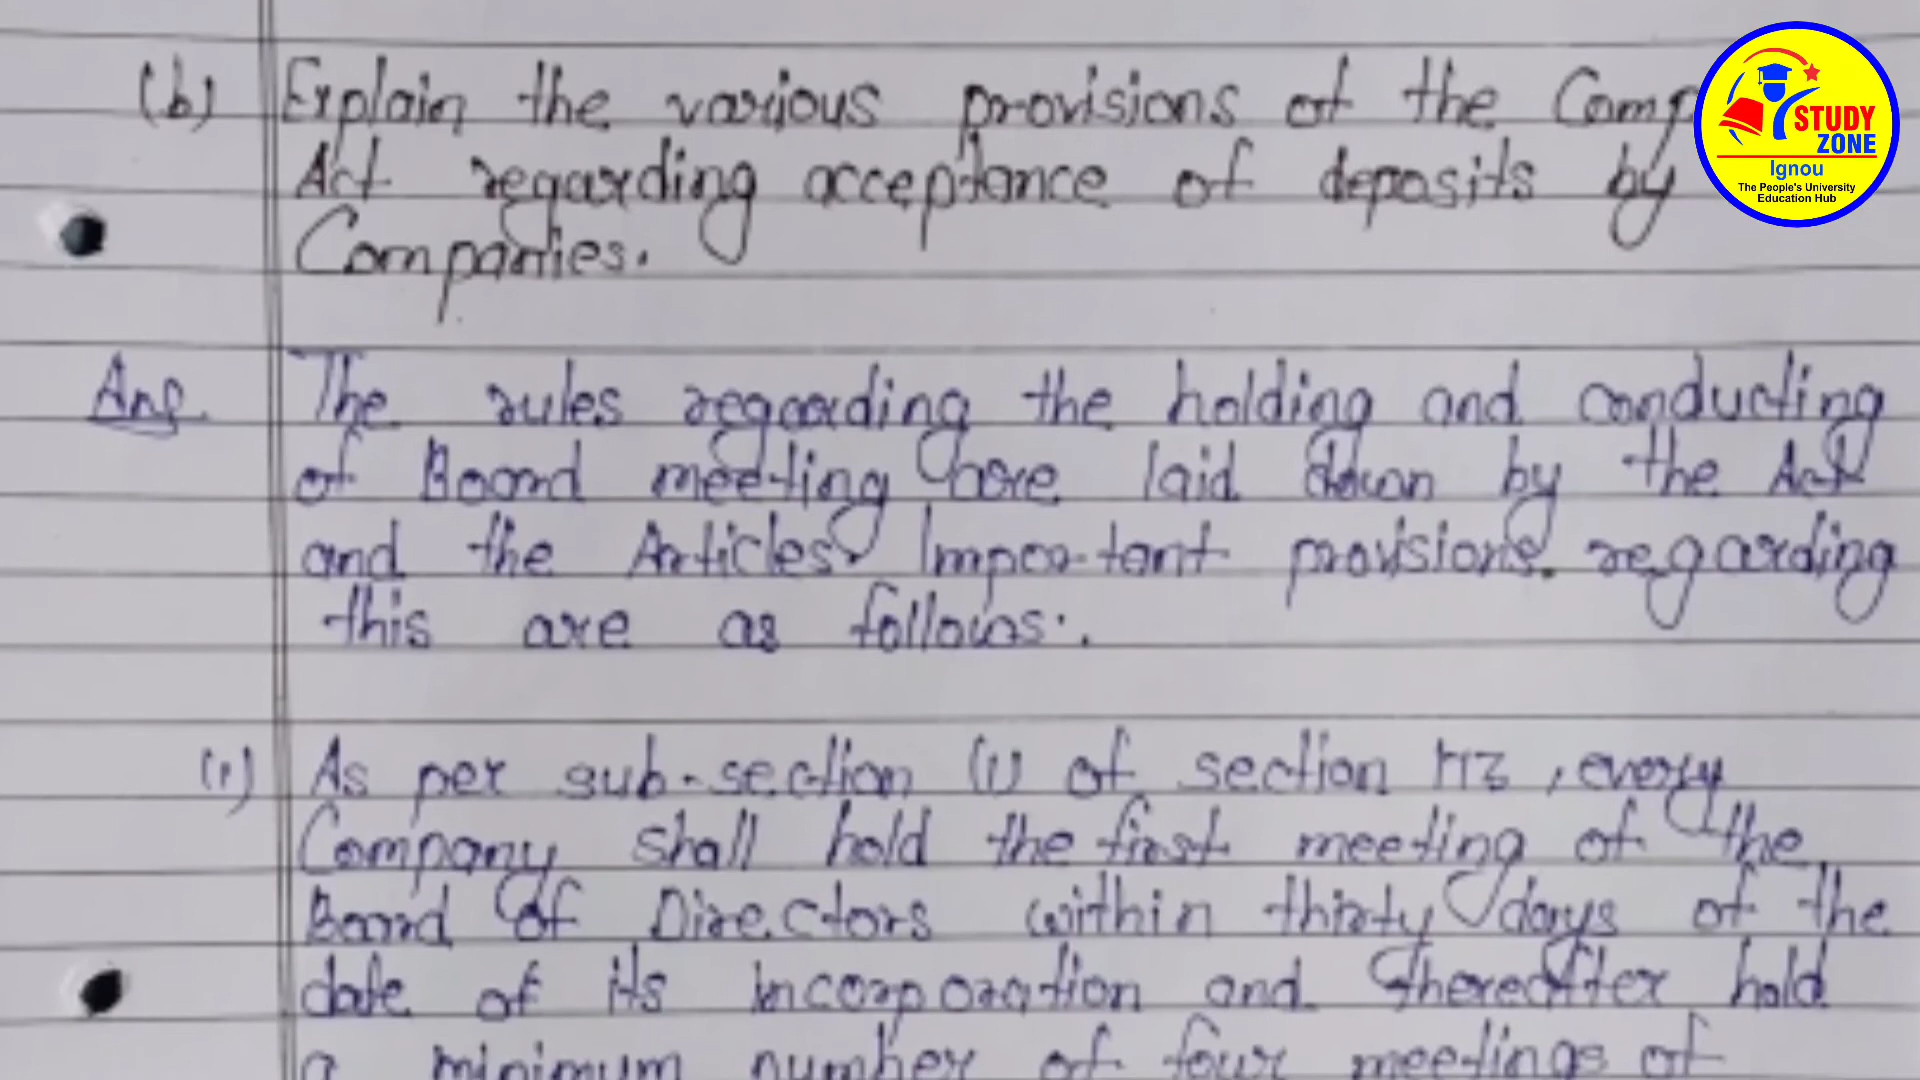 (b) Explain the various provisions of the Comp
Act regarding acceptance of deposits by
Companies.
Ans. The rules regarding the holding and conducting
of Board meeting have laid down by the Act
and the Articles. Important provisions. regarding
this are as follows:.
(1) As per sub-section (1) of section 173, every
Company shall hold the first meeting of the
Board of Directors within thirty days of the
date of its incorporation and thereafter hold
a minimum number of four meetings of
STUDY
ZONE
Ignou
The People's University
Education Hub